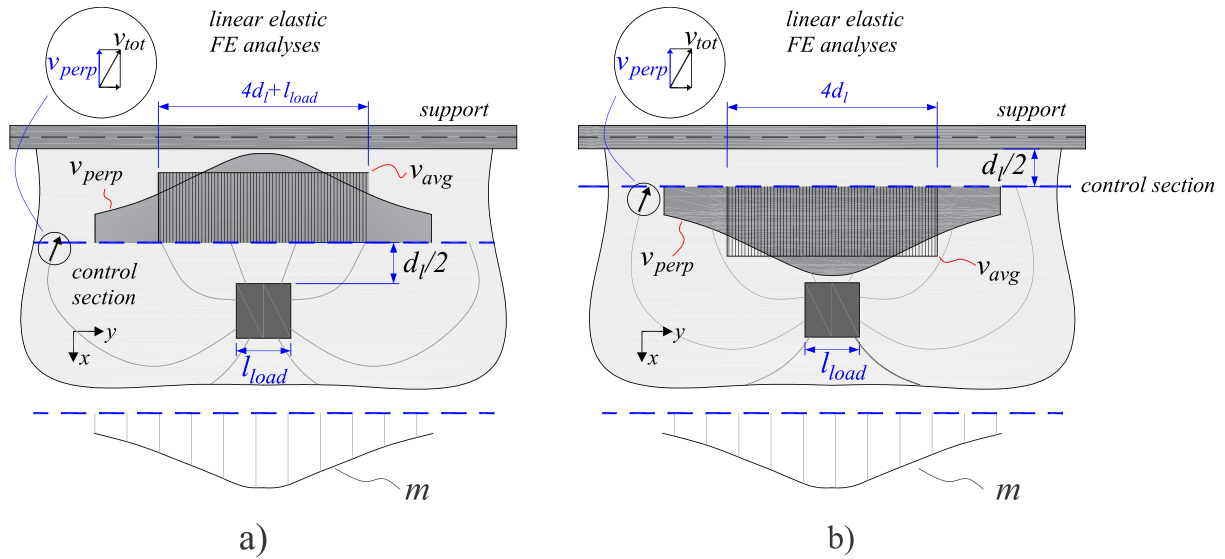 linear elastic
FE analyses
v_tot
v_perp
4d_l+l_load
support
v_perp
v_avg
d_l/2
control
section
y
x
l_load
m
a)
linear elastic
FE analyses
v_tot
v_perp
4d_l
support
d_l/2
control section
v_perp
v_avg
y
x
l_load
m
b)